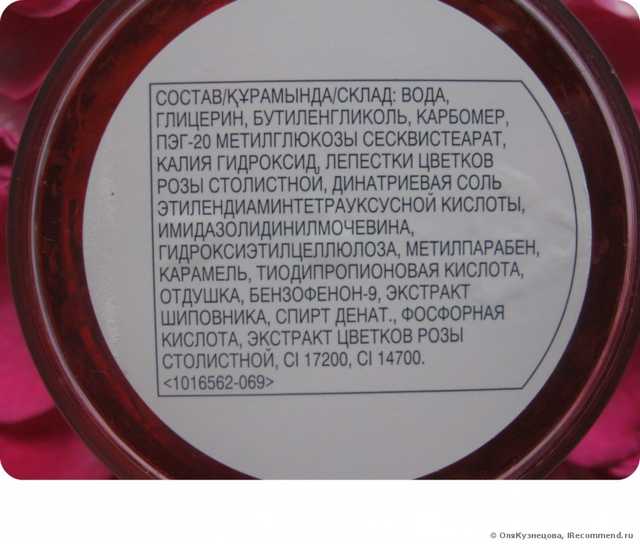 СОСТАВ/ҚҰРАМЫНДА/СКЛАД: ВОДА,
ГЛИЦЕРИН, БУТИЛЕНГЛИКОЛЬ, КАРБОМЕР,
ПЭГ-20 МЕТИЛГЛЮКОЗЫ СЕСКВИСТЕАРАТ,
КАЛИЯ ГИДРОКСИД, ЛЕПЕСТКИ ЦВЕТКОВ
РОЗЫ СТОЛИСТНОЙ, ДИНАТРИЕВАЯ СОЛЬ
ЭТИЛЕНДИАМИНТЕТРАУКСУСНОЙ КИСЛОТЫ,
ИМИДАЗОЛИДИНИЛМОЧЕВИНА,
ГИДРОКСИЭТИЛЦЕЛЛЮЛОЗА, МЕТИЛПАРАБЕН,
КАРАМЕЛЬ, ТИОДИПРОПИОНОВАЯ КИСЛОТА,
ОТДУШКА, БЕНЗОФЕНОН-9, ЭКСТРАКТ
ШИПОВНИКА, СПИРТ ДЕНАТ., ФОСФОРНАЯ
КИСЛОТА, ЭКСТРАКТ ЦВЕТКОВ РОЗЫ
СТОЛИСТНОЙ, CI 17200, CI 14700.
<1016562-069>
© ОляКузнецова, IRecommend.ru